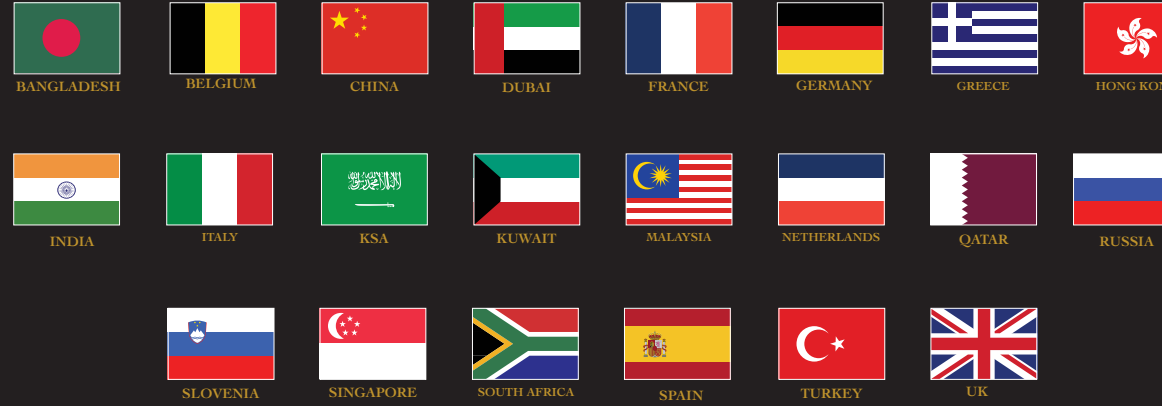 BANGLADESH
BELGIUM
CHINA
DUBAI
FRANCE
GERMANY
GREECE
HONG KON
INDIA
ITALY
KSA
KUWAIT
MALAYSIA
NETHERLANDS
QATAR
RUSSIA
SLOVENIA
SINGAPORE
SOUTH AFRICA
SPAIN
TURKEY
UK